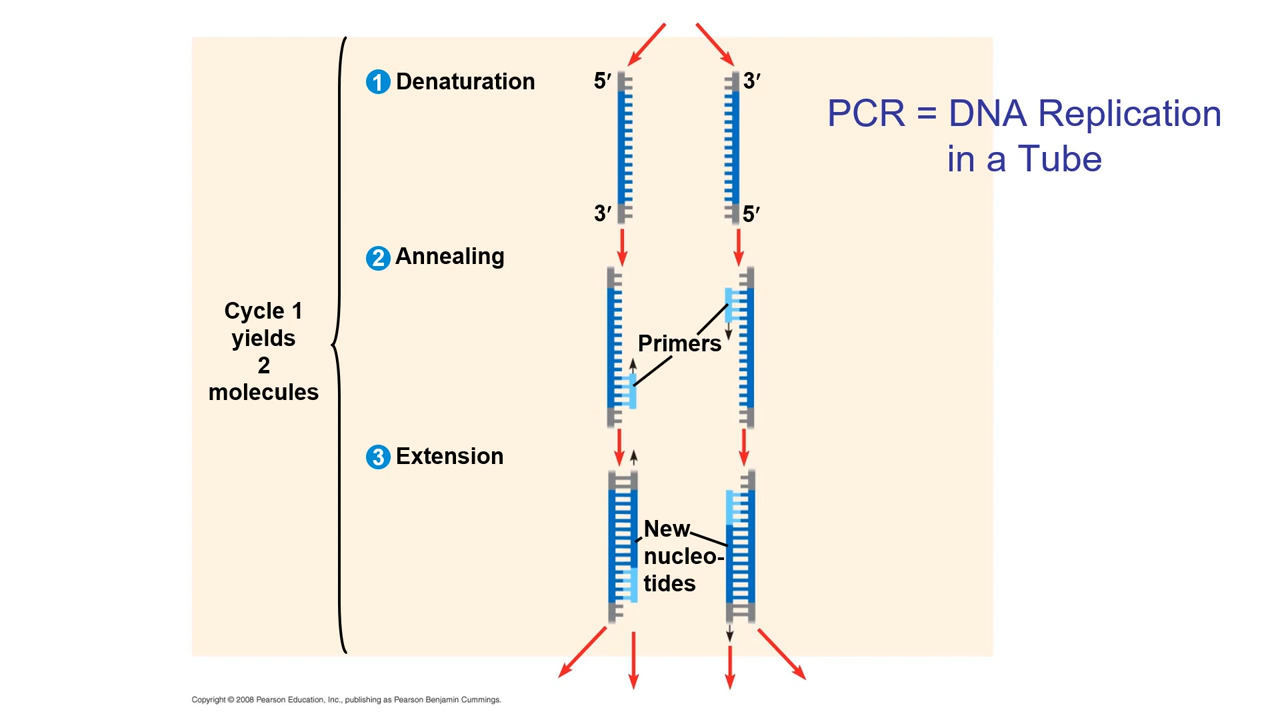 PCR = DNA Replication
in a Tube
1 Denaturation
5′
3′
3′
5′
2 Annealing
Cycle 1
yields
2
molecules
Primers
3 Extension
New
nucleo-
tides
Copyright © 2008 Pearson Education, Inc., publishing as Pearson Benjamin Cummings.